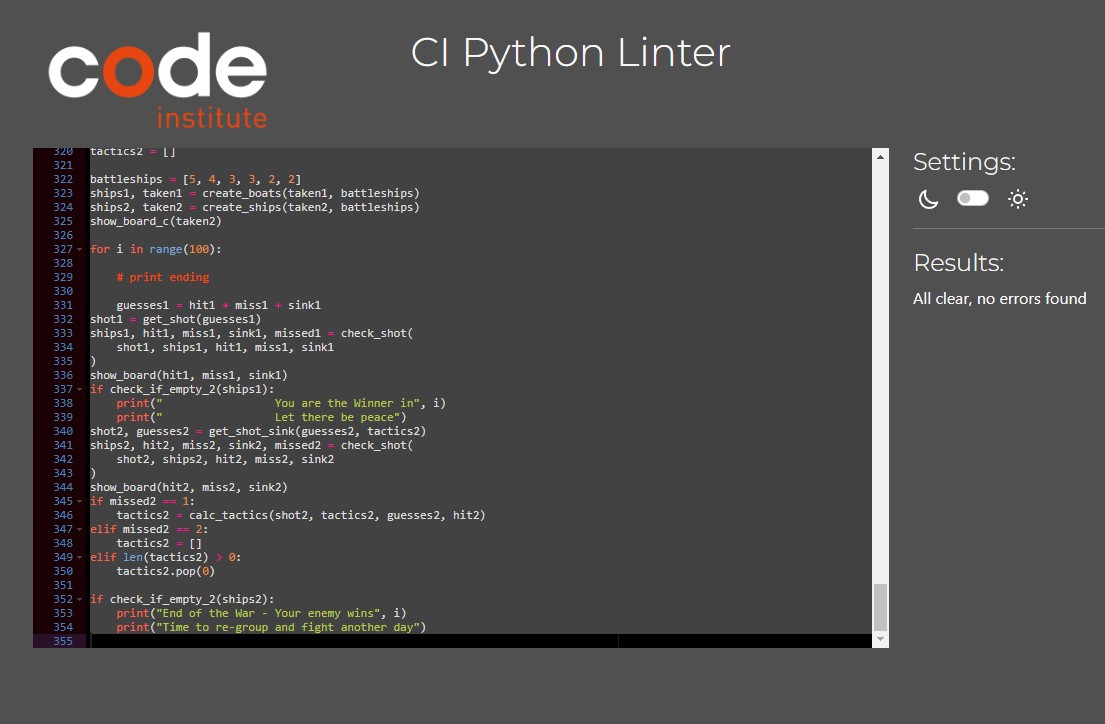 code
institute
CI Python Linter
320 tactics2 = []
321
322 battleships = [5, 4, 3, 3, 2, 2]
323 ships1, taken1 = create_boats(taken1, battleships)
324 ships2, taken2 = create_ships(taken2, battleships)
325 show_board_c(taken2)
326
327 for i in range(100):
328
329     # print ending
330
331     guesses1 = hit1 + miss1 + sink1
332 shot1 = get_shot(guesses1)
333 ships1, hit1, miss1, sink1, missed1 = check_shot(
334     shot1, ships1, hit1, miss1, sink1
335 )
336 show_board(hit1, miss1, sink1)
337 if check_if_empty_2(ships1):
338     print("                 You are the Winner in", i)
339     print("                 Let there be peace")
340 shot2, guesses2 = get_shot_sink(guesses2, tactics2)
341 ships2, hit2, miss2, sink2, missed2 = check_shot(
342     shot2, ships2, hit2, miss2, sink2
343 )
344 show_board(hit2, miss2, sink2)
345 if missed2 == 1:
346     tactics2 = calc_tactics(shot2, tactics2, guesses2, hit2)
347 elif missed2 == 2:
348     tactics2 = []
349 elif len(tactics2) > 0:
350     tactics2.pop(0)
351
352 if check_if_empty_2(ships2):
353     print("End of the War - Your enemy wins", i)
354     print("Time to re-group and fight another day")
355
Settings:
Results:
All clear, no errors found